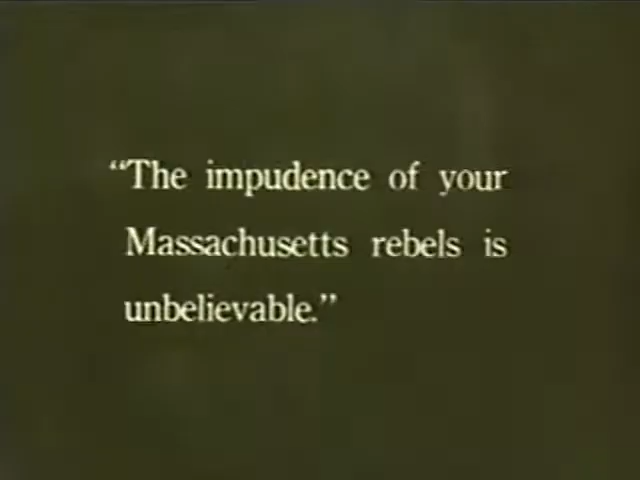 “The impudence of your
Massachusetts rebels is
unbelievable.”